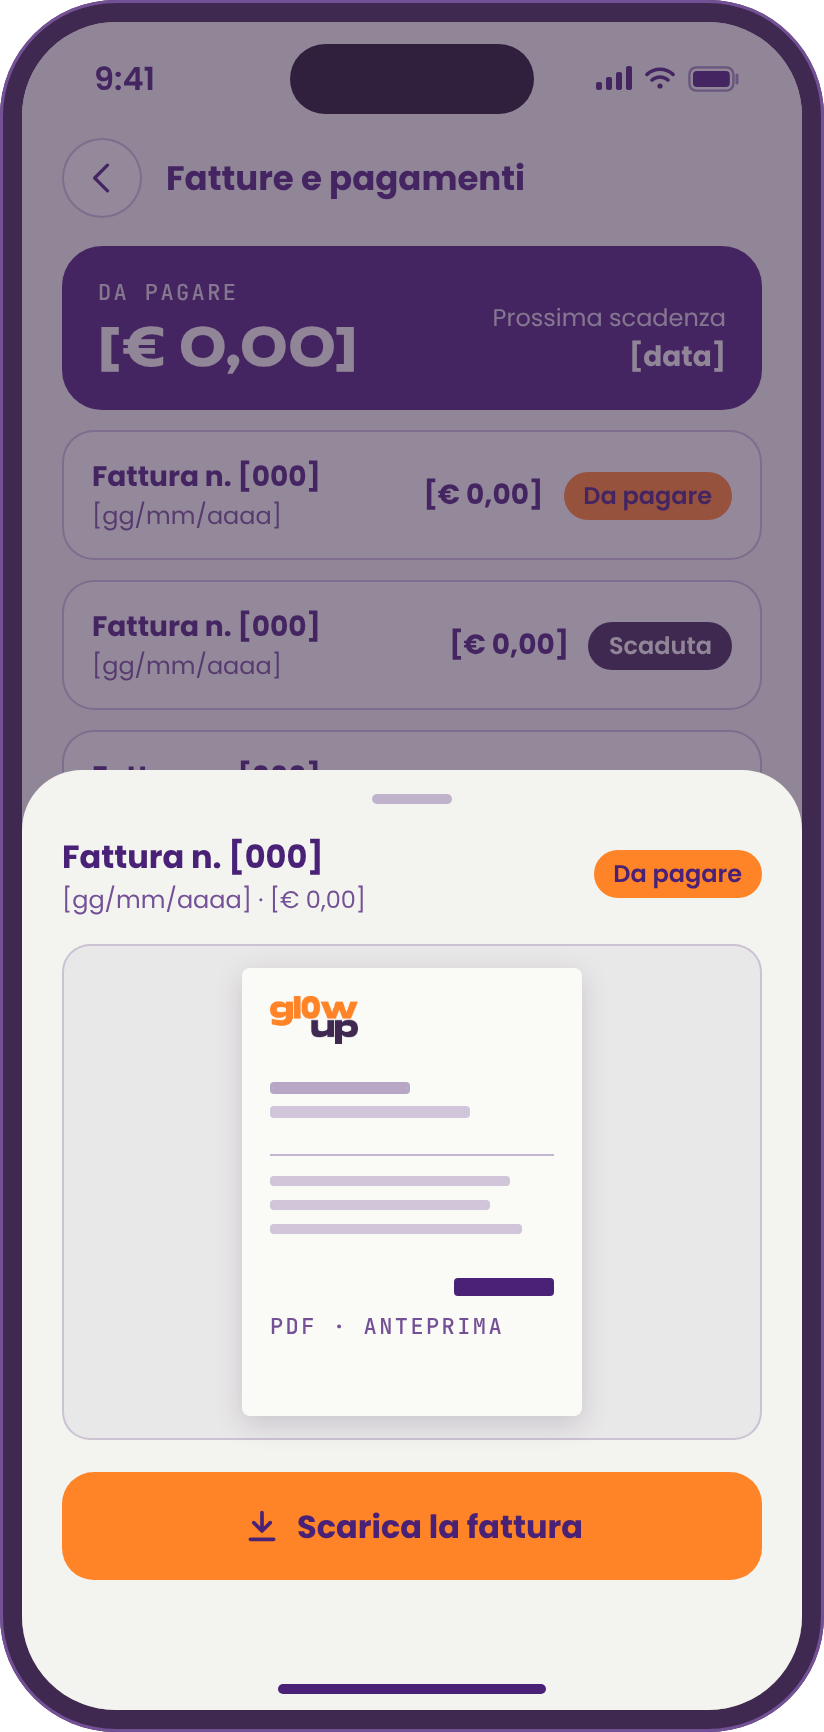 9:41
Fatture e pagamenti
DA PAGARE
[€ 0,00]
Prossima scadenza
[data]
Fattura n. [000]
[gg/mm/aaaa]
[€ 0,00]
Da pagare
Fattura n. [000]
[gg/mm/aaaa]
[€ 0,00]
Scaduta
Fattura n. [000]
[gg/mm/aaaa] · [€ 0,00]
Da pagare
gl0w
up
PDF · ANTEPRIMA
Scarica la fattura